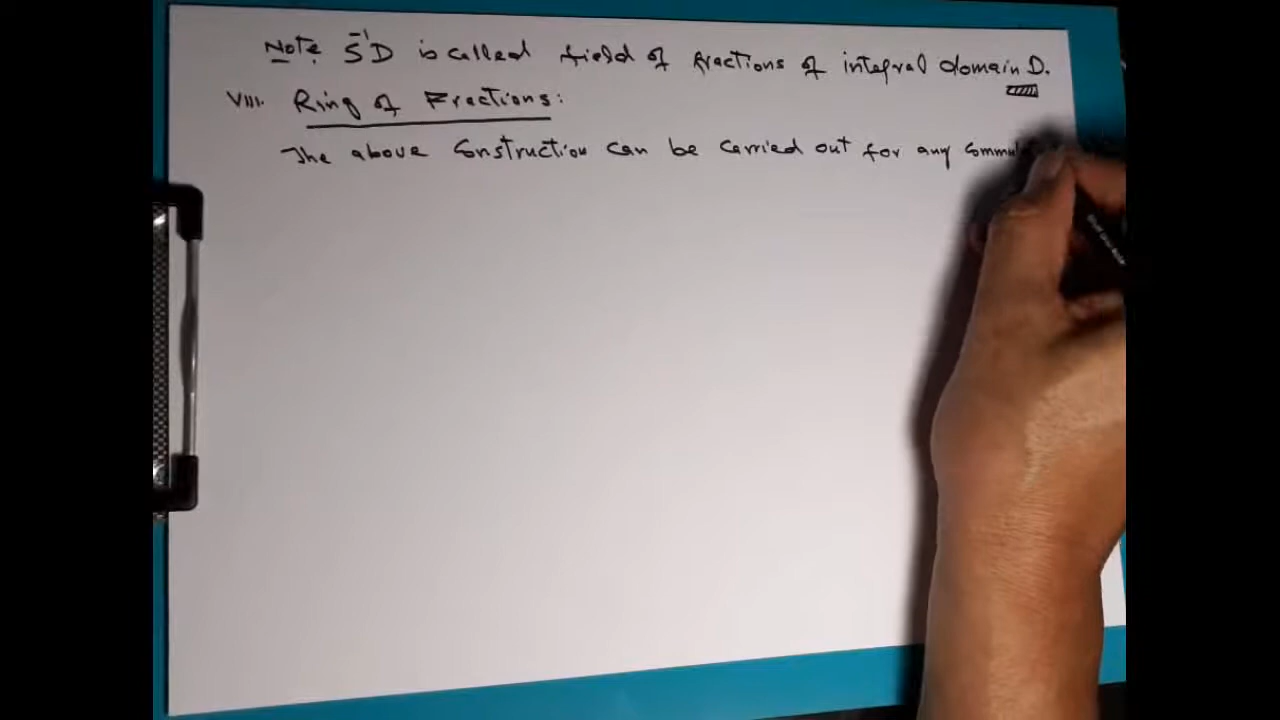 Note. S⁻¹D is called field of fractions of integral domain D.
VIII. Ring of Fractions:
The above Construction can be carried out for any